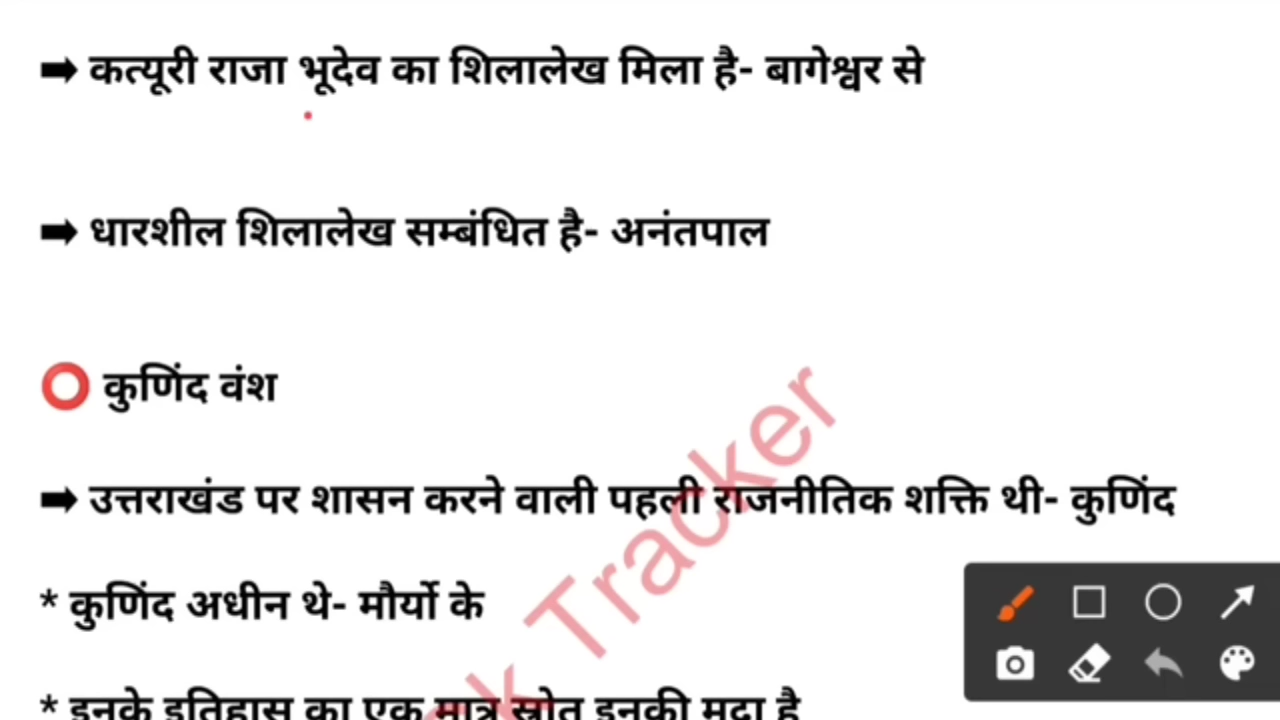 ➡ कत्यूरी राजा भूदेव का शिलालेख मिला है- बागेश्वर से
➡ धारशील शिलालेख सम्बंधित है- अनंतपाल
⭕ कुणिंद वंश
➡ उत्तराखंड पर शासन करने वाली पहली राजनीतिक शक्ति थी- कुणिंद
* कुणिंद अधीन थे- मौर्यो के
* इनके इतिहास का एक मात्र स्रोत इनकी मुद्रा है
Tracker